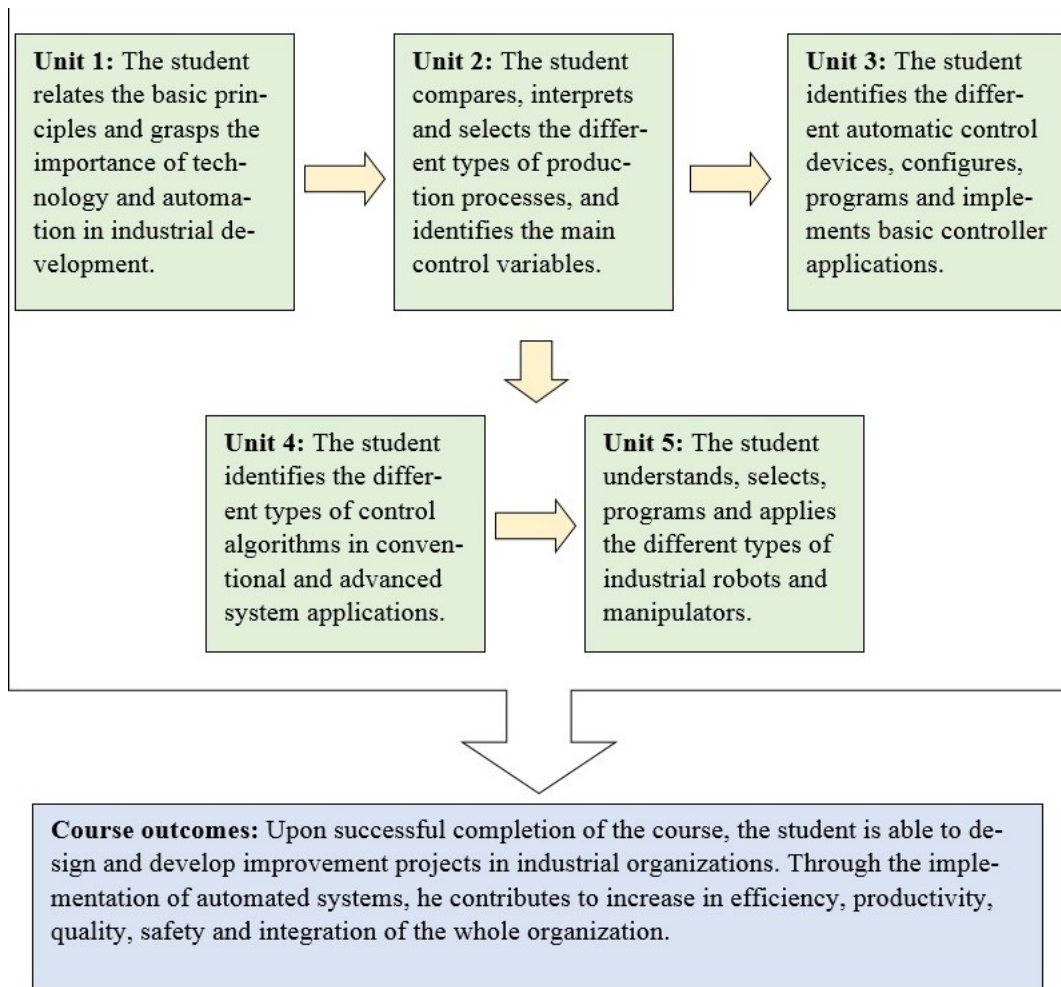 Unit 1: The student
relates the basic prin-
ciples and grasps the
importance of tech-
nology and automa-
tion in industrial de-
velopment.
Unit 2: The student
compares, interprets
and selects the differ-
ent types of produc-
tion processes, and
identifies the main
control variables.
Unit 3: The student
identifies the differ-
ent automatic control
devices, configures,
programs and imple-
ments basic controller
applications.
Unit 4: The student
identifies the differ-
ent types of control
algorithms in conven-
tional and advanced
system applications.
Unit 5: The student
understands, selects,
programs and applies
the different types of
industrial robots and
manipulators.
Course outcomes: Upon successful completion of the course, the student is able to de-
sign and develop improvement projects in industrial organizations. Through the imple-
mentation of automated systems, he contributes to increase in efficiency, productivity,
quality, safety and integration of the whole organization.